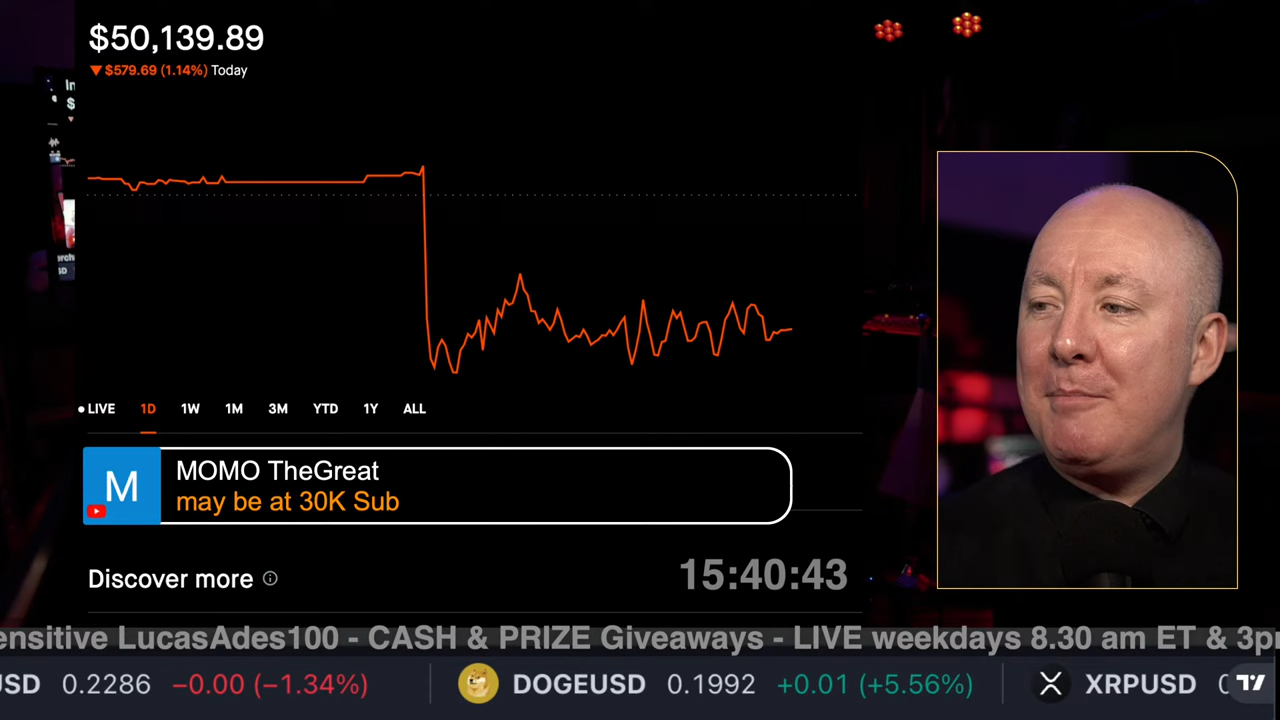 $50,139.89
▼$579.69 (1.14%) Today
In
$
LIVE 1D 1W 1M 3M YTD 1Y ALL
M
MOMO TheGreat
may be at 30K Sub
Discover more
15:40:43
ensitive LucasAdes100 - CASH & PRIZE Giveaways - LIVE weekdays 8.30 am ET & 3p
SD 0.2286 −0.00 (−1.34%) DOGEUSD 0.1992 +0.01 (+5.56%) XRPUSD